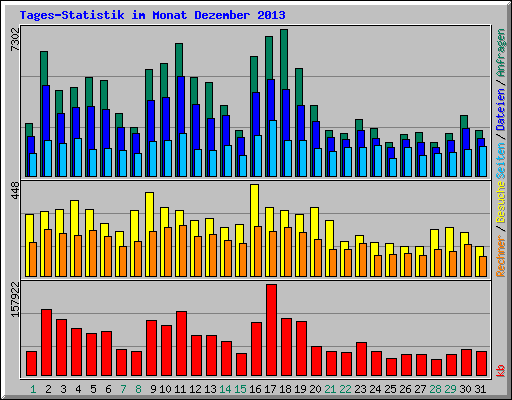 Tages-Statistik im Monat Dezember 2013
7302
448
157922
Rechner / Besuche Seiten / Dateien / Anfragen
kb
1 2 3 4 5 6 7 8 9 10 11 12 13 14 15 16 17 18 19 20 21 22 23 24 25 26 27 28 29 30 31